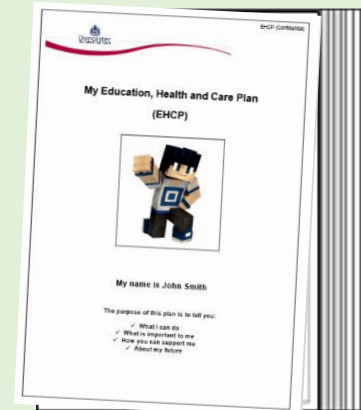 EHCP (Confidential)
Doncaster
My Education, Health and Care Plan
(EHCP)
My name is John Smith
The purpose of this plan is to tell you:
✓ What I can do
✓ What is important to me
✓ How you can support me
✓ About my future